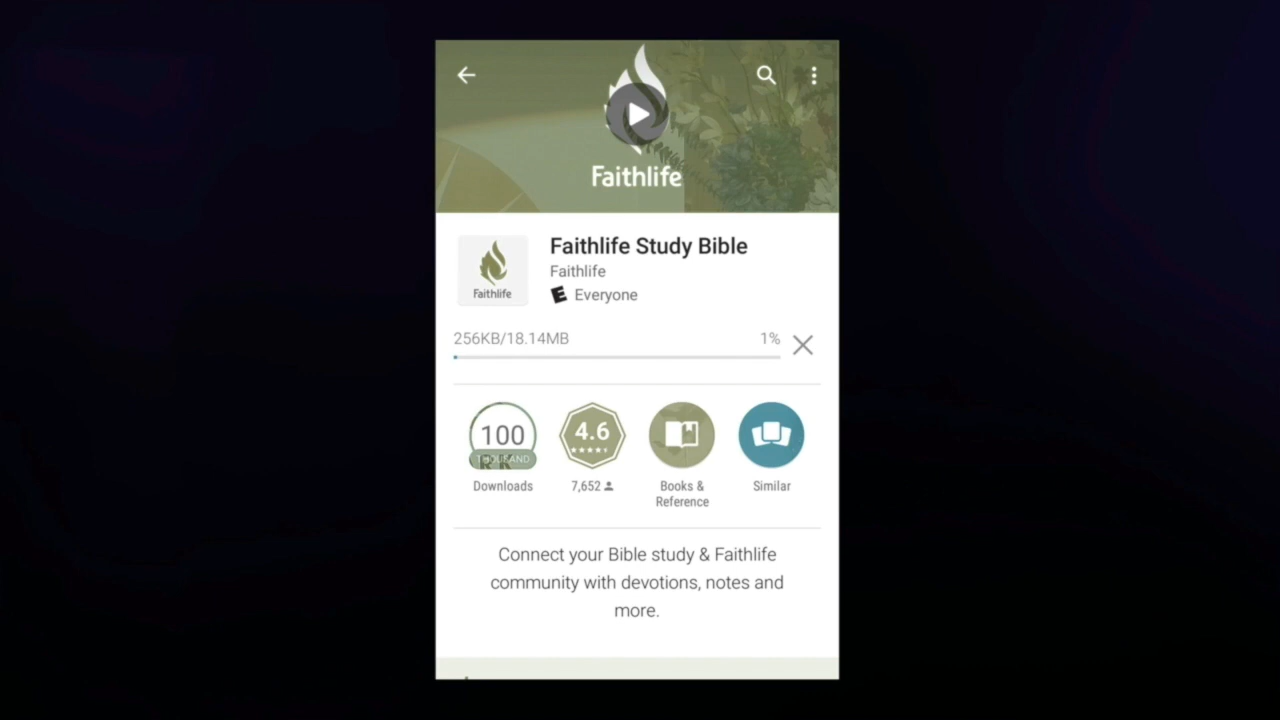 Faithlife
Faithlife Study Bible
Faithlife
Faithlife
E Everyone
256KB/18.14MB 1%
100
THOUSAND
4.6
Downloads
7,652
Books &
Reference
Similar
Connect your Bible study & Faithlife
community with devotions, notes and
more.